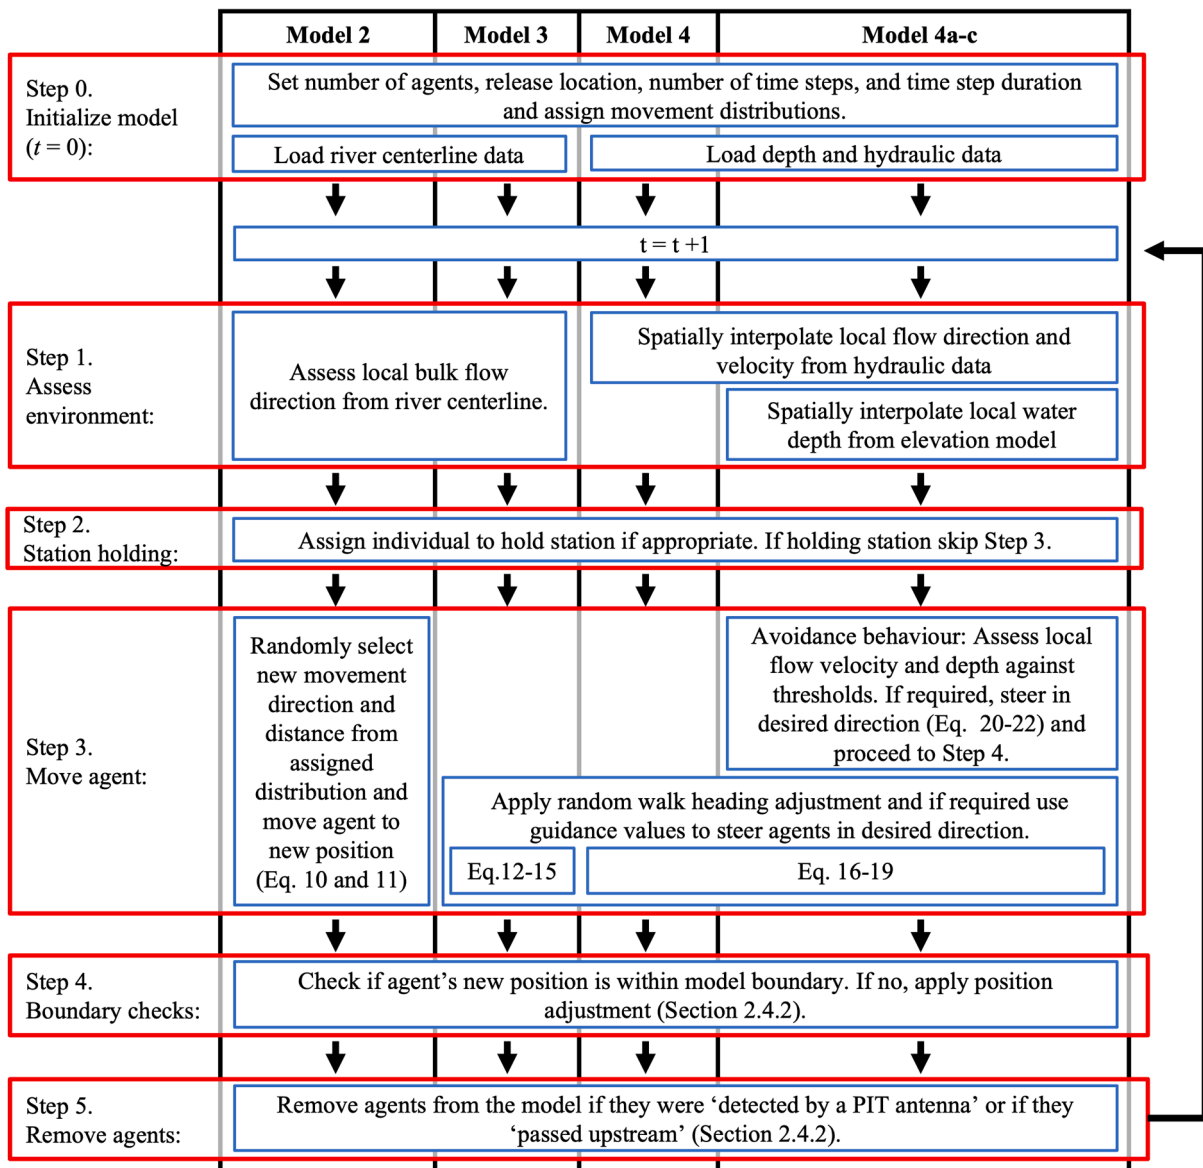 Model 2
Model 3
Model 4
Model 4a-c
Step 0.
Initialize model
(t = 0):
Set number of agents, release location, number of time steps, and time step duration
and assign movement distributions.
Load river centerline data
Load depth and hydraulic data
t = t +1
Step 1.
Assess
environment:
Assess local bulk flow
direction from river centerline.
Spatially interpolate local flow direction and
velocity from hydraulic data
Spatially interpolate local water
depth from elevation model
Step 2.
Station holding:
Assign individual to hold station if appropriate. If holding station skip Step 3.
Step 3.
Move agent:
Randomly select
new movement
direction and
distance from
assigned
distribution and
move agent to
new position
(Eq. 10 and 11)
Avoidance behaviour: Assess local
flow velocity and depth against
thresholds. If required, steer in
desired direction (Eq. 20-22) and
proceed to Step 4.
Apply random walk heading adjustment and if required use
guidance values to steer agents in desired direction.
Eq.12-15
Eq. 16-19
Step 4.
Boundary checks:
Check if agent's new position is within model boundary. If no, apply position
adjustment (Section 2.4.2).
Step 5.
Remove agents:
Remove agents from the model if they were ‘detected by a PIT antenna’ or if they
‘passed upstream’ (Section 2.4.2).